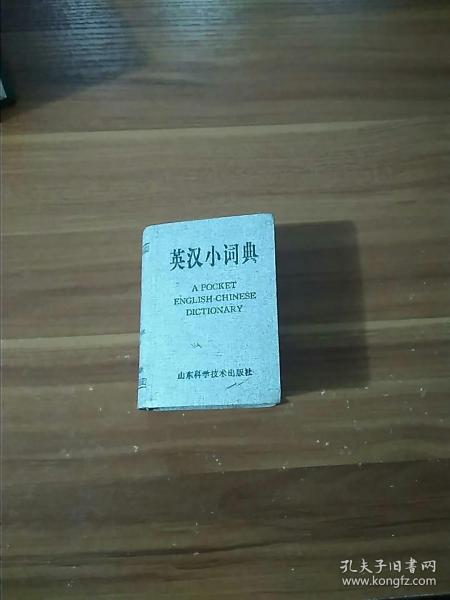 英汉小词典
A POCKET
ENGLISH-CHINESE
DICTIONARY
山东科学技术出版社
孔夫子旧书网
www.kongfz.com